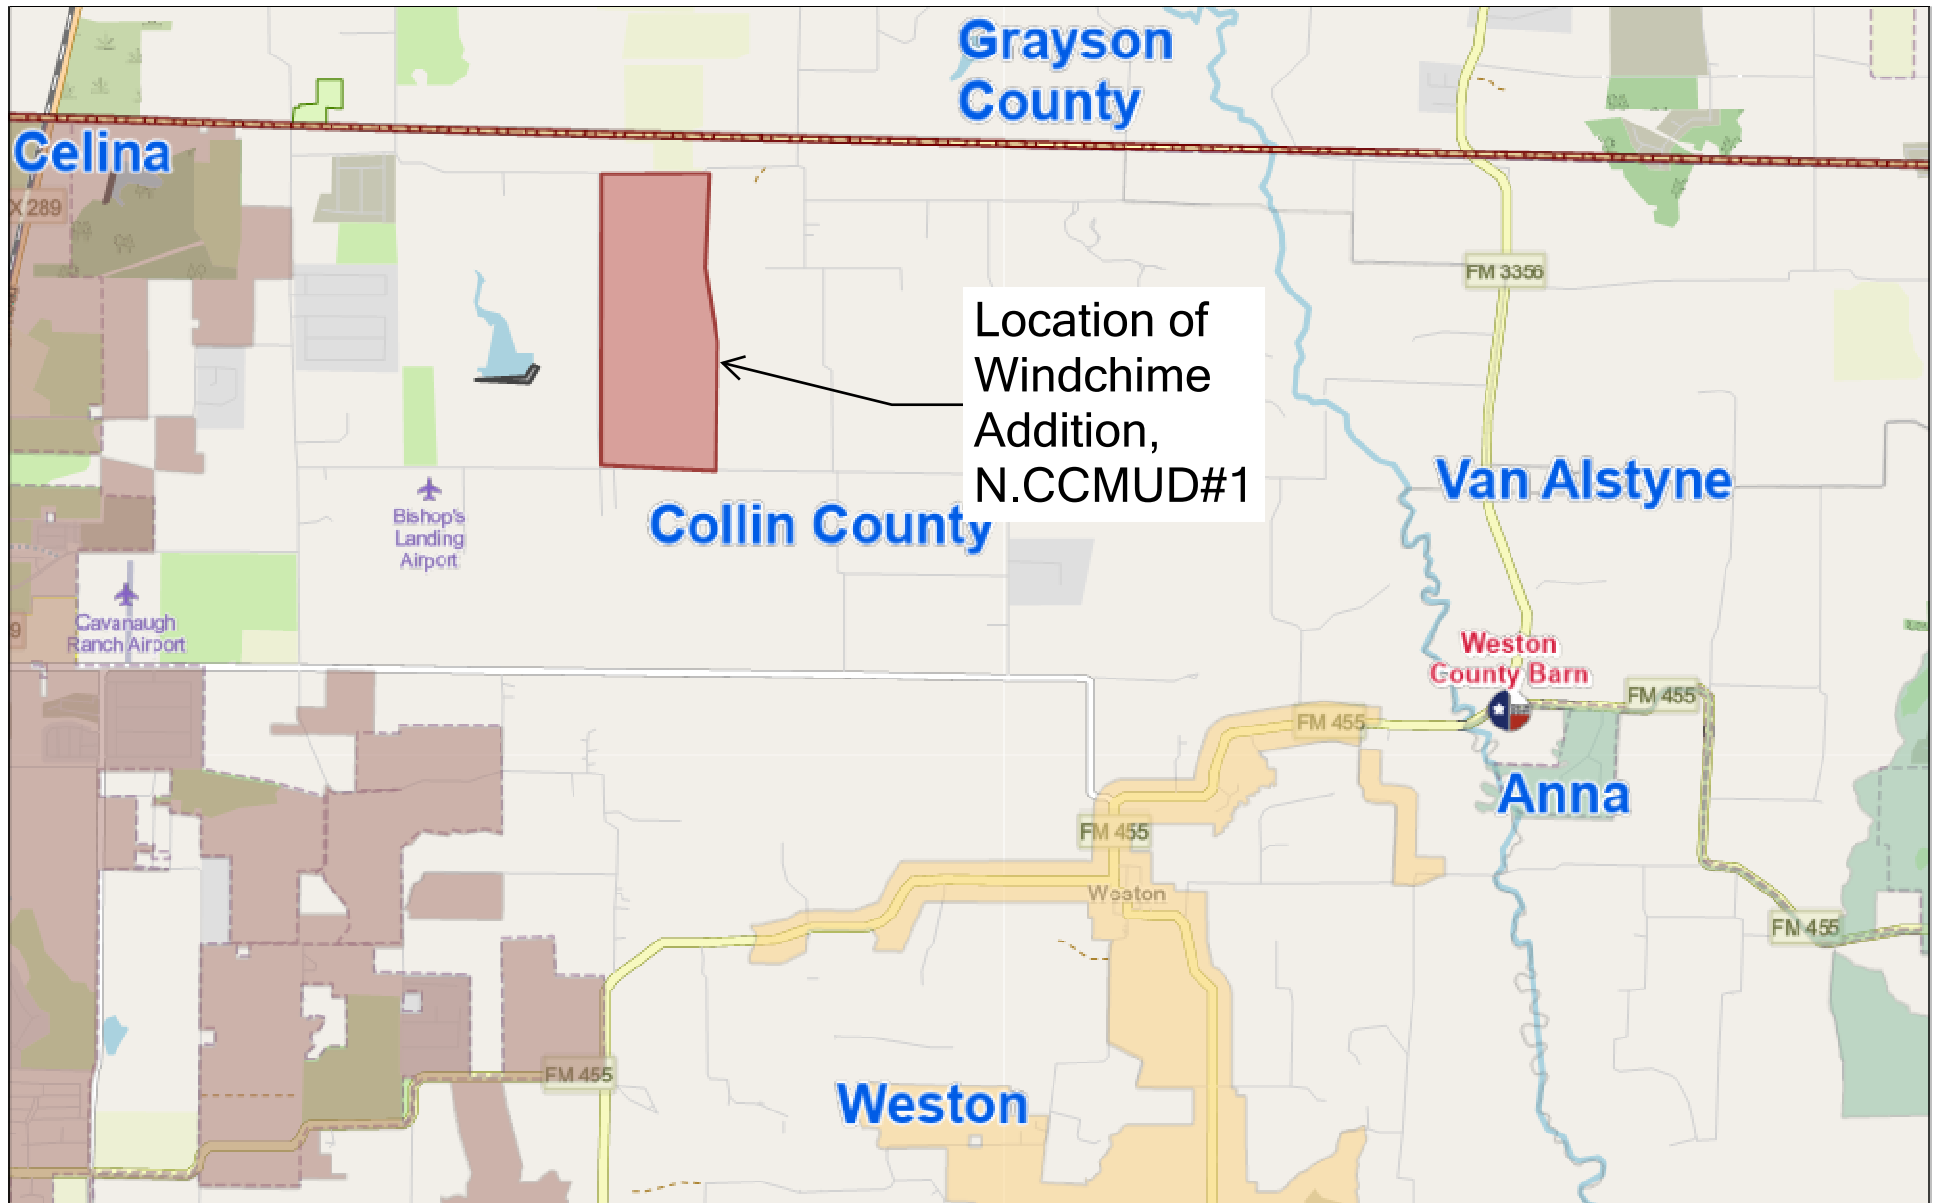 Grayson
County
Celina
X 289
FM 3356
Location of
Windchime
Addition,
N.CCMUD#1
Van Alstyne
Bishop's
Landing
Airport
Collin County
Cavanaugh
Ranch Airport
9
Weston
County Barn
FM 455
FM 455
Anna
FM 455
Weston
FM 455
FM 455
Weston